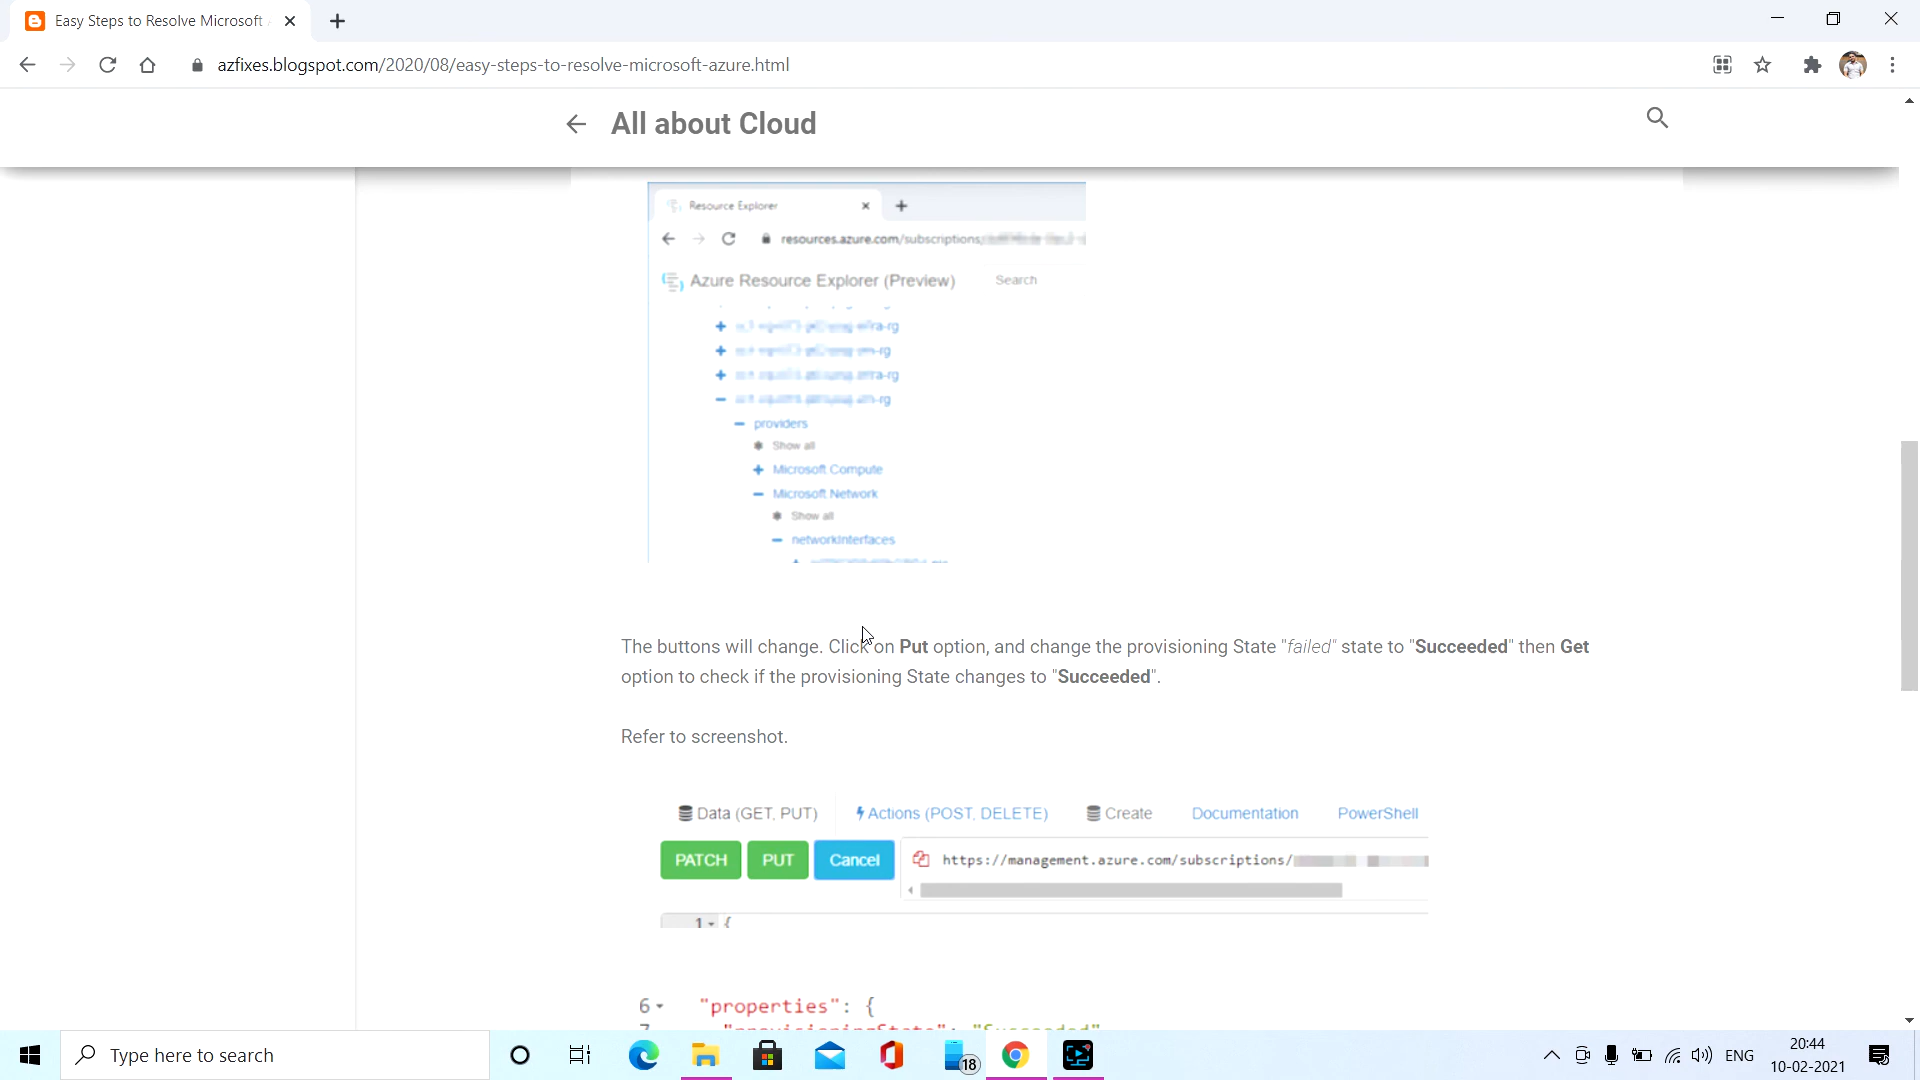 Easy Steps to Resolve Microsoft
azfixes.blogspot.com/2020/08/easy-steps-to-resolve-microsoft-azure.html
All about Cloud
Resource Explorer
resources.azure.com/subscriptions
Azure Resource Explorer (Preview) Search
providers
Show all
Microsoft.Compute
Microsoft.Network
Show all
networkInterfaces
The buttons will change. Click on Put option, and change the provisioning State "failed" state to "Succeeded" then Get
option to check if the provisioning State changes to "Succeeded".
Refer to screenshot.
Data (GET, PUT) Actions (POST, DELETE) Create Documentation PowerShell
PATCH PUT Cancel https://management.azure.com/subscriptions/
1 {
6 "properties": {
7 "provisioningState": "Succeeded"
Type here to search
18
ENG
20:44
10-02-2021